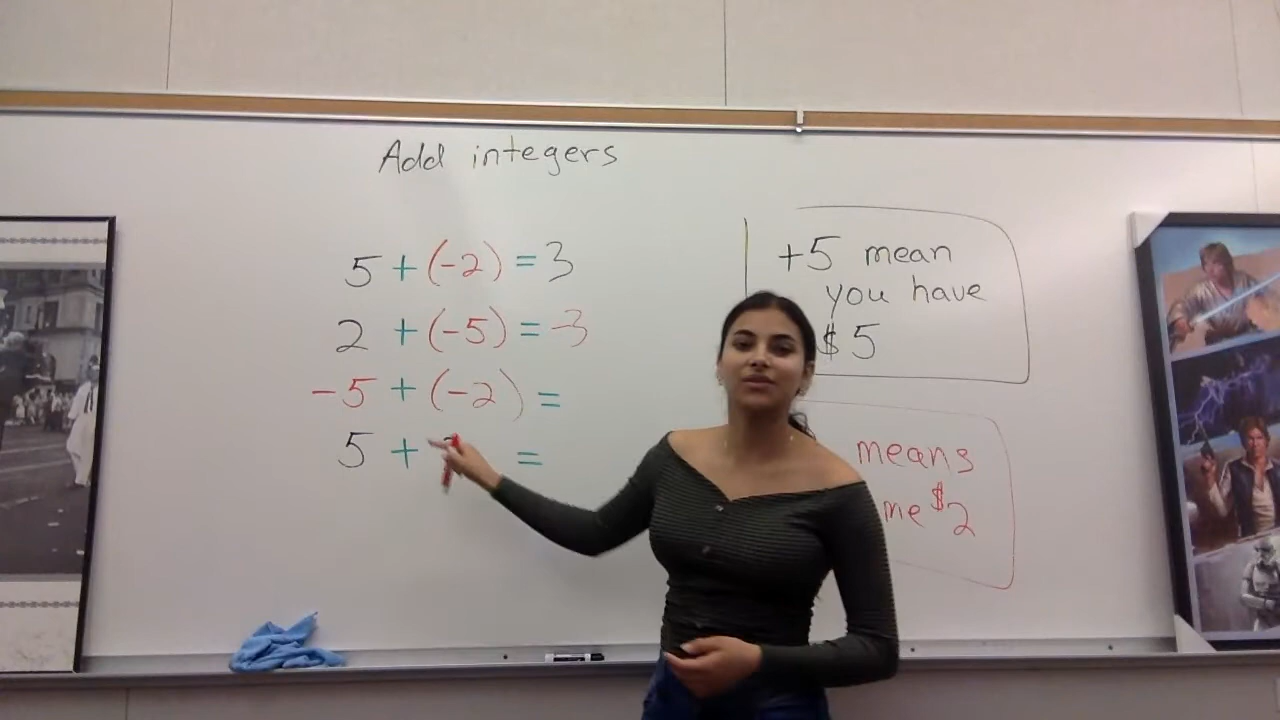 Add integers
5 + (-2) = 3
2 + (-5) = -3
-5 + (-2) =
5 + =
+5 mean
you have
$5
means
me $2